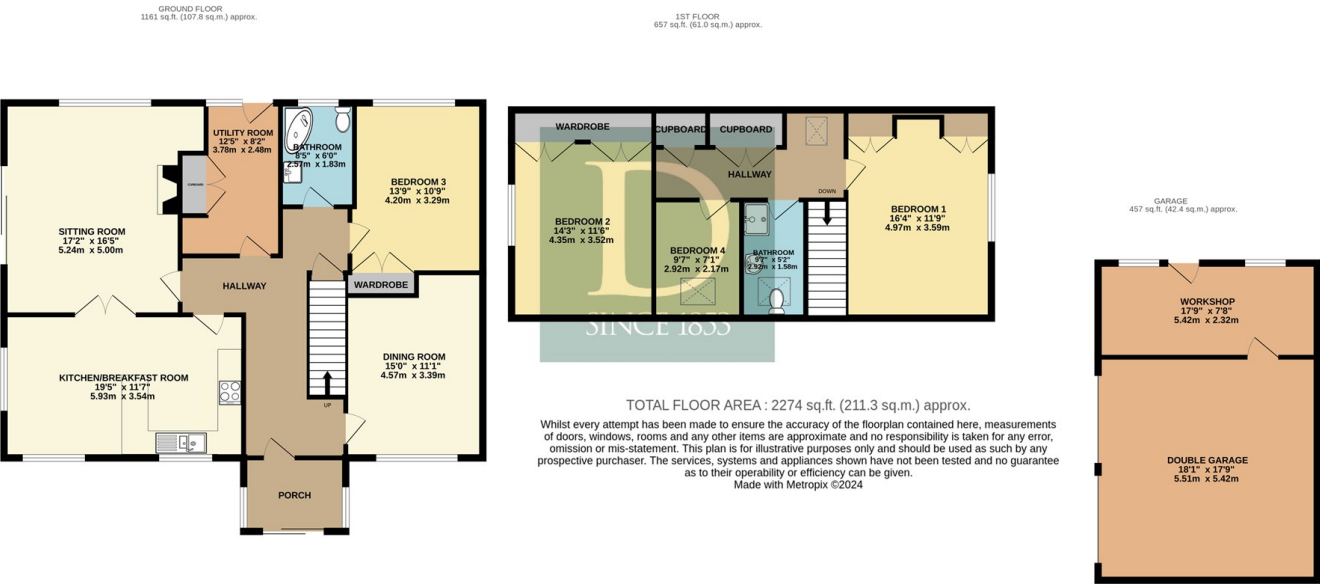 GROUND FLOOR
1161 sq.ft. (107.8 sq.m.) approx.
1ST FLOOR
657 sq.ft. (61.0 sq.m.) approx.
GARAGE
457 sq.ft. (42.4 sq.m.) approx.
UTILITY ROOM
12'5" x 8'2"
3.78m x 2.48m
BATHROOM
8'5" x 6'0"
2.57m x 1.83m
BEDROOM 3
13'9" x 10'9"
4.20m x 3.29m
CUPBOARD
SITTING ROOM
17'2" x 16'5"
5.24m x 5.00m
HALLWAY
WARDROBE
KITCHEN/BREAKFAST ROOM
19'5" x 11'7"
5.93m x 3.54m
DINING ROOM
15'0" x 11'1"
4.57m x 3.39m
UP
PORCH
WARDROBE
CUPBOARD
CUPBOARD
HALLWAY
DOWN
BEDROOM 2
14'3" x 11'6"
4.35m x 3.52m
BEDROOM 1
16'4" x 11'9"
4.97m x 3.59m
BEDROOM 4
9'7" x 7'1"
2.92m x 2.17m
BATHROOM
9'7" x 5'2"
2.92m x 1.58m
D
SINCE 1853
WORKSHOP
17'9" x 7'8"
5.42m x 2.32m
DOUBLE GARAGE
18'1" x 17'9"
5.51m x 5.42m
TOTAL FLOOR AREA : 2274 sq.ft. (211.3 sq.m.) approx.
Whilst every attempt has been made to ensure the accuracy of the floorplan contained here, measurements
of doors, windows, rooms and any other items are approximate and no responsibility is taken for any error,
omission or mis-statement. This plan is for illustrative purposes only and should be used as such by any
prospective purchaser. The services, systems and appliances shown have not been tested and no guarantee
as to their operability or efficiency can be given.
Made with Metropix ©2024